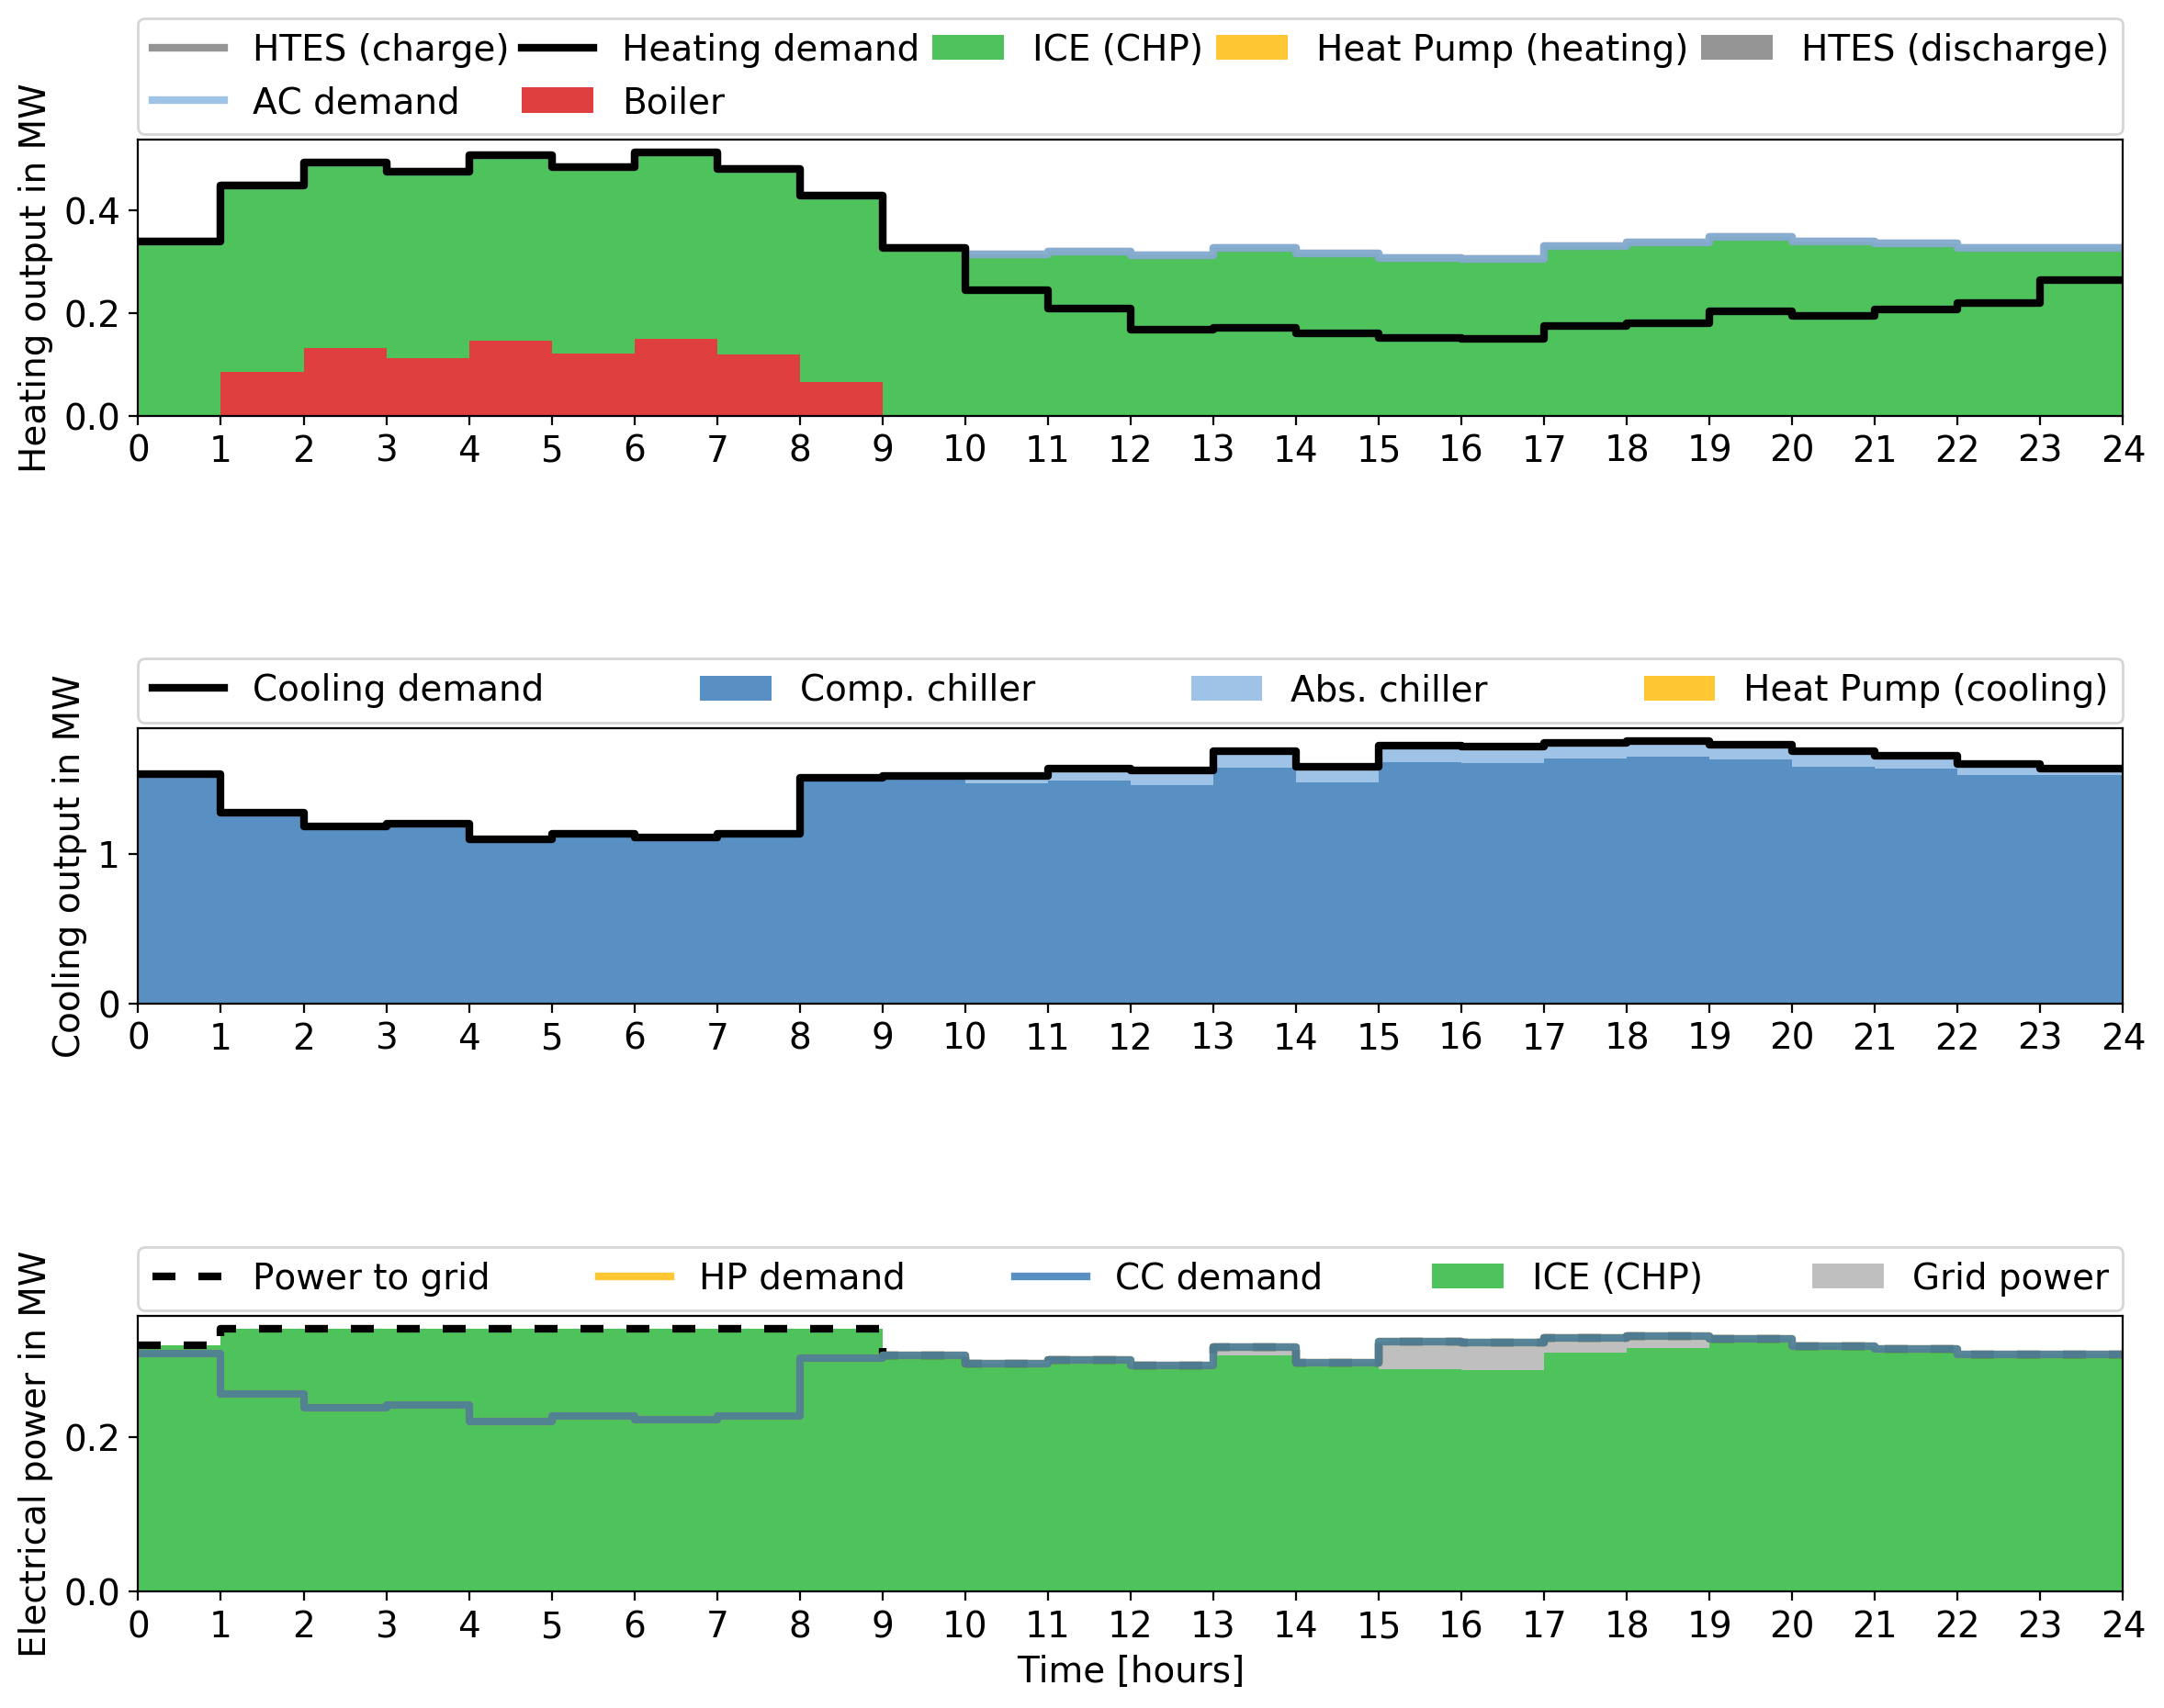 HTES (charge) Heating demand ICE (CHP) Heat Pump (heating) HTES (discharge)
AC demand Boiler
Heating output in MW
0.4
0.2
0.0
0 1 2 3 4 5 6 7 8 9 10 11 12 13 14 15 16 17 18 19 20 21 22 23 24
Cooling demand Comp. chiller Abs. chiller Heat Pump (cooling)
Cooling output in MW
1
0
0 1 2 3 4 5 6 7 8 9 10 11 12 13 14 15 16 17 18 19 20 21 22 23 24
Power to grid HP demand CC demand ICE (CHP) Grid power
Electrical power in MW
0.2
0.0
0 1 2 3 4 5 6 7 8 9 10 11 12 13 14 15 16 17 18 19 20 21 22 23 24
Time [hours]